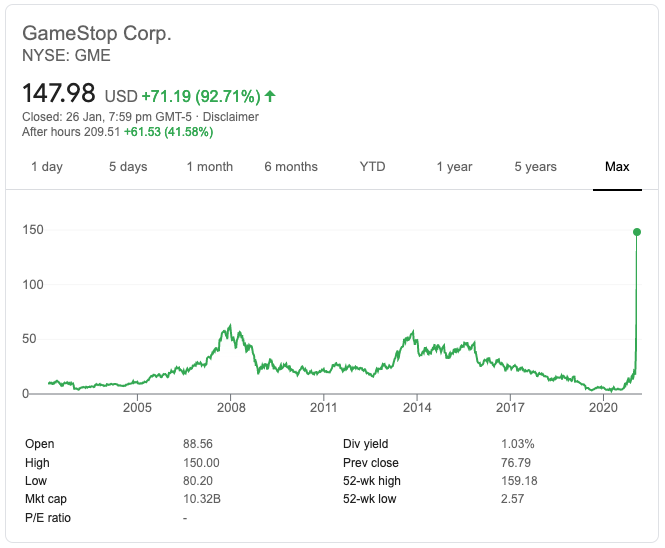 GameStop Corp.
NYSE: GME
147.98 USD +71.19 (92.71%) ↑
Closed: 26 Jan, 7:59 pm GMT-5 · Disclaimer
After hours 209.51 +61.53 (41.58%)
1 day 5 days 1 month 6 months YTD 1 year 5 years Max
150
100
50
0
2005 2008 2011 2014 2017 2020
Open 88.56 Div yield 1.03%
High 150.00 Prev close 76.79
Low 80.20 52-wk high 159.18
Mkt cap 10.32B 52-wk low 2.57
P/E ratio -